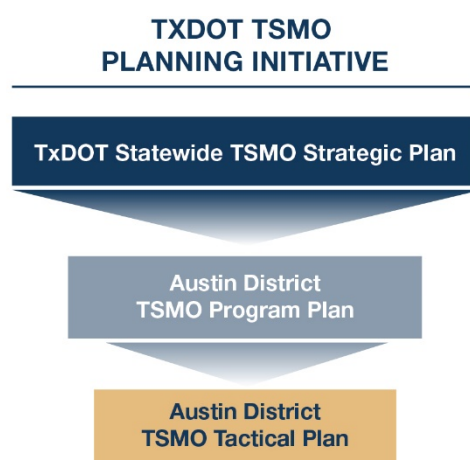 TXDOT TSMO
PLANNING INITIATIVE
TxDOT Statewide TSMO Strategic Plan
Austin District
TSMO Program Plan
Austin District
TSMO Tactical Plan